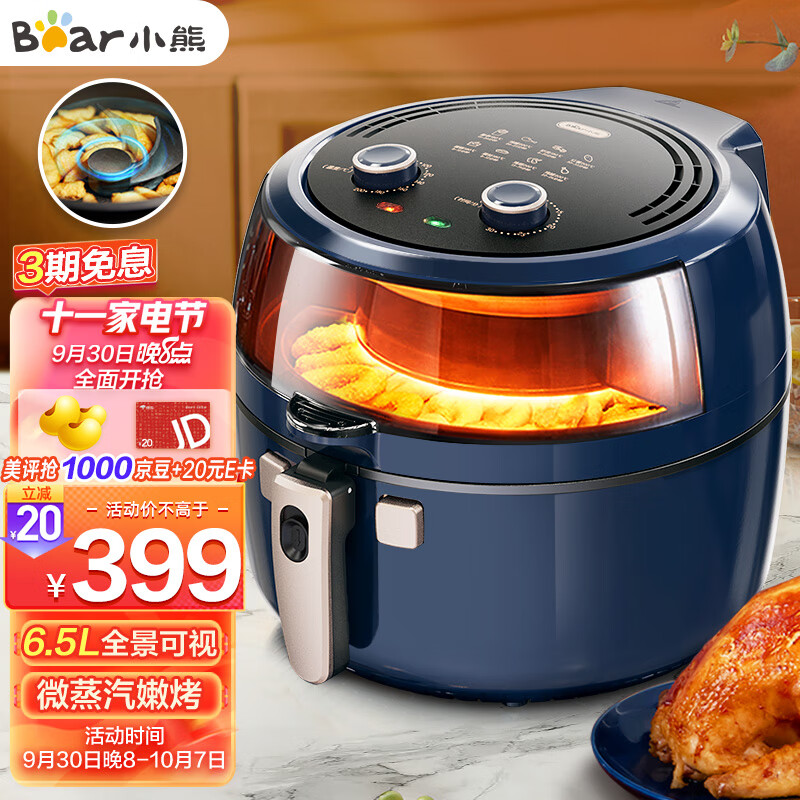 Bear小熊
3期免息
十一家电节
9月30日晚8点
全面开抢
20
JD
美评抢1000京豆+20元E卡
立减
¥20
活动价不高于
¥399
6.5L全景可视
微蒸汽嫩烤
活动时间
9月30日晚8-10月7日